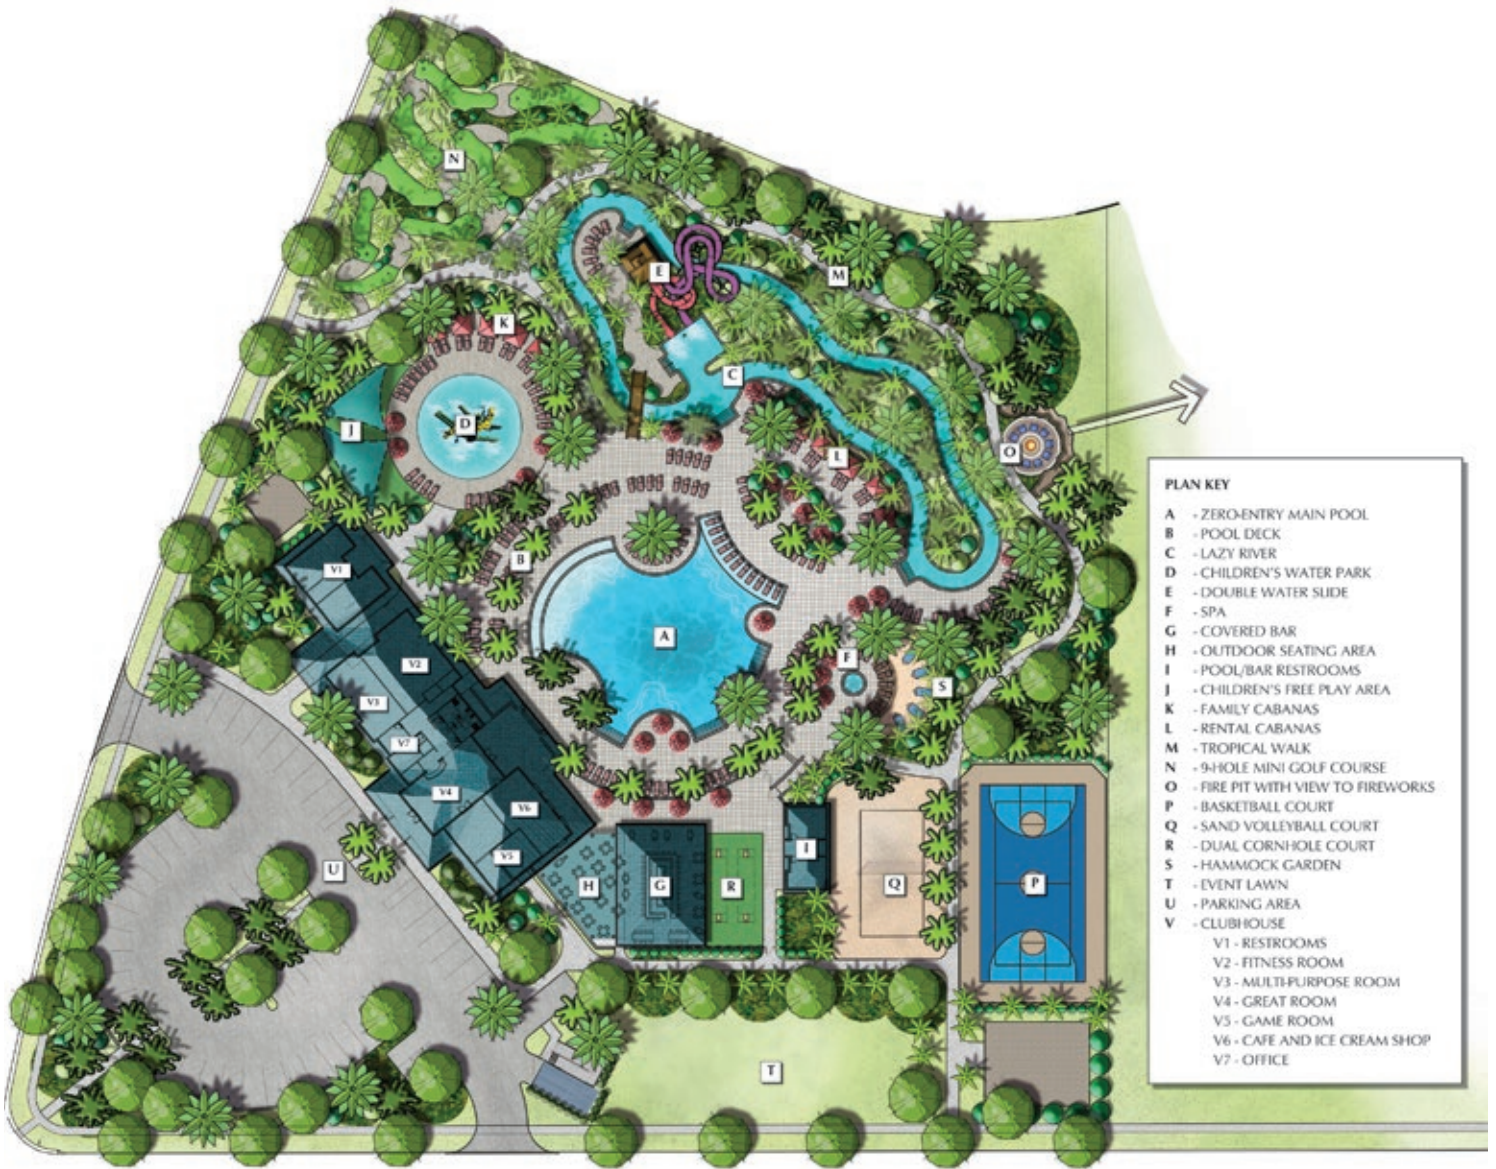 N
E
M
K
C
J
D
L
O
B
V1
A
F
V2
S
V3
V7
V4
V6
V5
U
H
G
R
I
Q
P
T
PLAN KEY
A - ZERO-ENTRY MAIN POOL
B - POOL DECK
C - LAZY RIVER
D - CHILDREN'S WATER PARK
E - DOUBLE WATER SLIDE
F - SPA
G - COVERED BAR
H - OUTDOOR SEATING AREA
I - POOL/BAR RESTROOMS
J - CHILDREN'S FREE PLAY AREA
K - FAMILY CABANAS
L - RENTAL CABANAS
M - TROPICAL WALK
N - 9-HOLE MINI GOLF COURSE
O - FIRE PIT WITH VIEW TO FIREWORKS
P - BASKETBALL COURT
Q - SAND VOLLEYBALL COURT
R - DUAL CORNHOLE COURT
S - HAMMOCK GARDEN
T - EVENT LAWN
U - PARKING AREA
V - CLUBHOUSE
V1 - RESTROOMS
V2 - FITNESS ROOM
V3 - MULTI-PURPOSE ROOM
V4 - GREAT ROOM
V5 - GAME ROOM
V6 - CAFE AND ICE CREAM SHOP
V7 - OFFICE